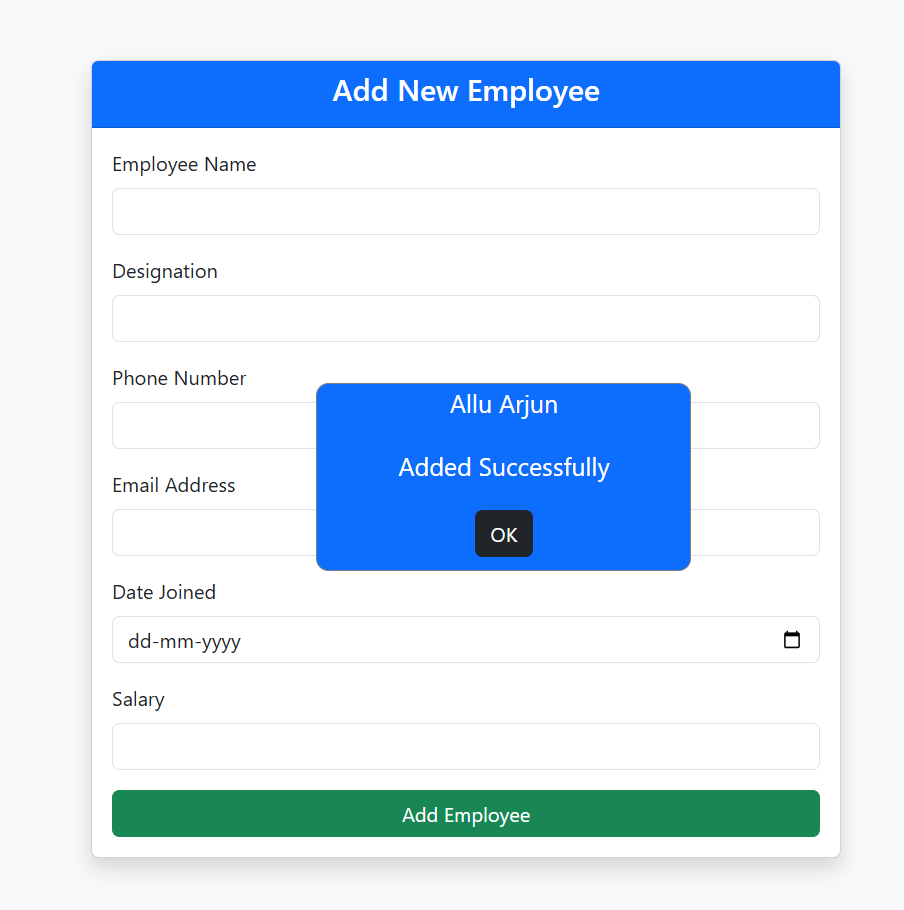 Add New Employee
Employee Name
Designation
Phone Number
Allu Arjun
Added Successfully
Email Address
OK
Date Joined
dd-mm-yyyy
Salary
Add Employee